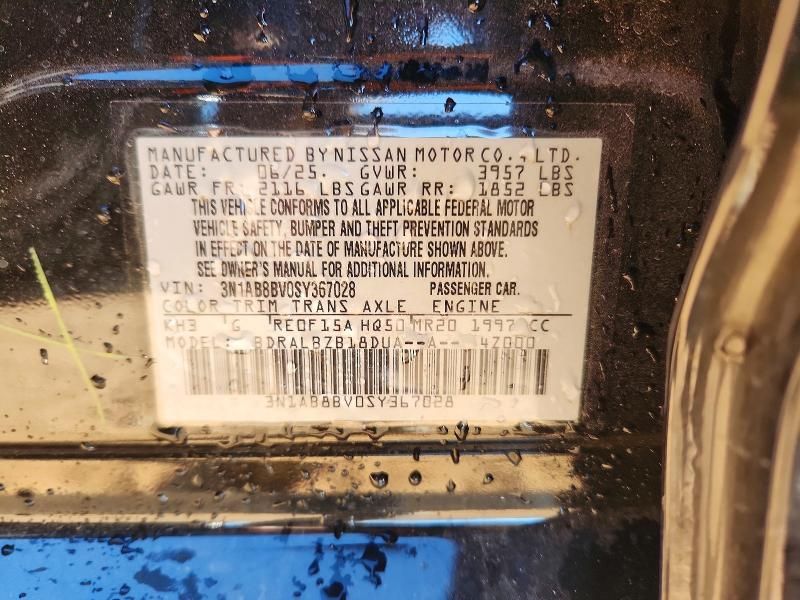 MANUFACTURED BY NISSAN MOTOR CO., LTD.
DATE: 06/25. GVWR: 3957 LBS
GAWR FR: 2116 LBS GAWR RR: 1852 LBS
THIS VEHICLE CONFORMS TO ALL APPLICABLE FEDERAL MOTOR
VEHICLE SAFETY, BUMPER AND THEFT PREVENTION STANDARDS
IN EFFECT ON THE DATE OF MANUFACTURE SHOWN ABOVE.
SEE OWNER'S MANUAL FOR ADDITIONAL INFORMATION.
VIN: 3N1AB8BV0SY367028 PASSENGER CAR.
COLOR TRIM TRANS AXLE ENGINE
KH3 G RE0F15A HQ50 MR20 1997 CC
MODEL: BDRALBZB18DUA--A-- 4Z000
3N1AB8BV0SY367028